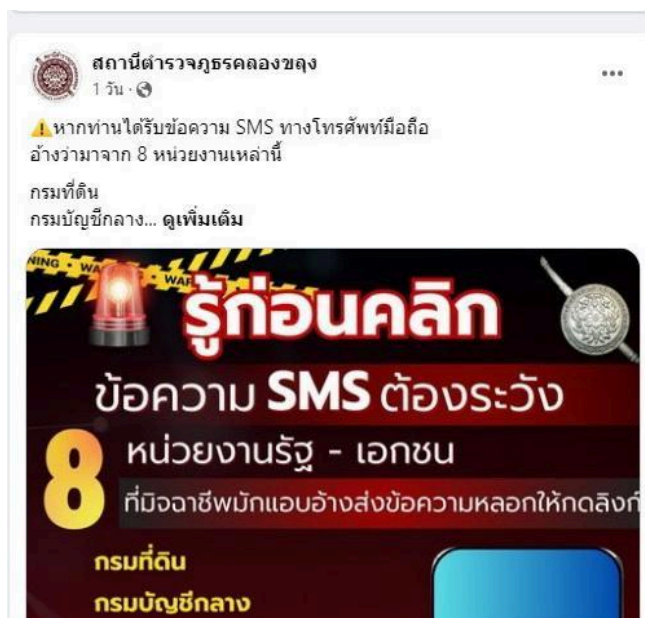 สถานีตำรวจภูธรคลองขลุง
1 วัน ·
⚠️หากท่านได้รับข้อความ SMS ทางโทรศัพท์มือถือ
อ้างว่ามาจาก 8 หน่วยงานเหล่านี้
กรมที่ดิน
กรมบัญชีกลาง... ดูเพิ่มเติม
WARNING
รู้ก่อนคลิก
ข้อความ SMS ต้องระวัง
8 หน่วยงานรัฐ - เอกชน
ที่มิจฉาชีพมักแอบอ้างส่งข้อความหลอกให้กดลิงก์
กรมที่ดิน
กรมบัญชีกลาง